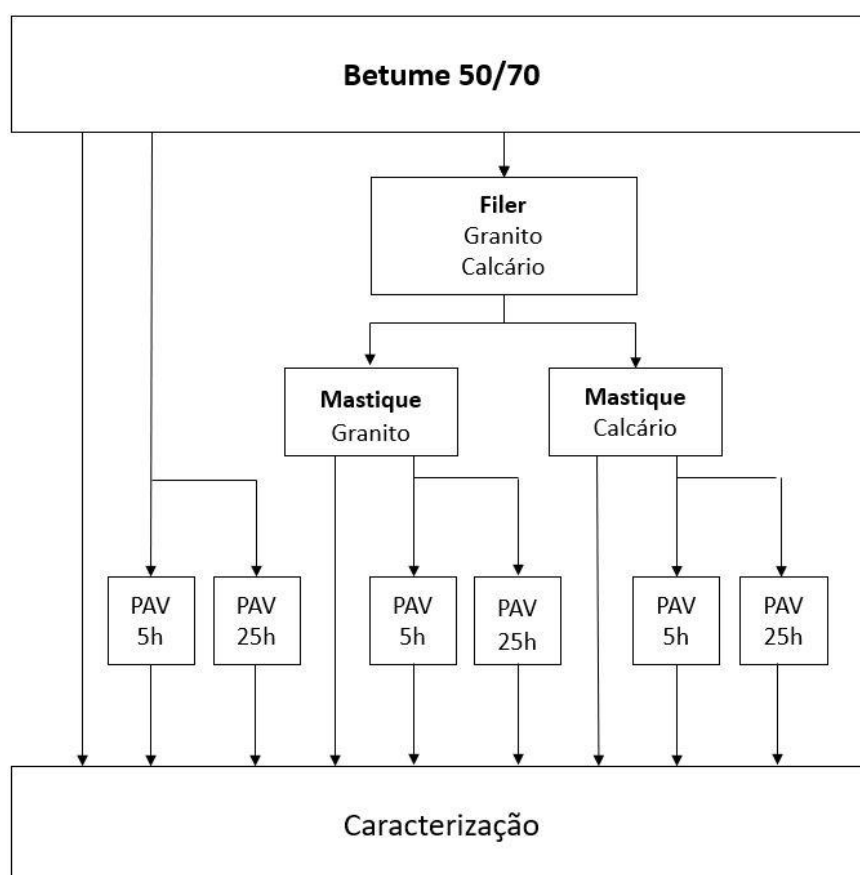 Betume 50/70
Filer
Granito
Calcário
Mastique
Granito
Mastique
Calcário
PAV
5h
PAV
25h
PAV
5h
PAV
25h
PAV
5h
PAV
25h
Caracterização